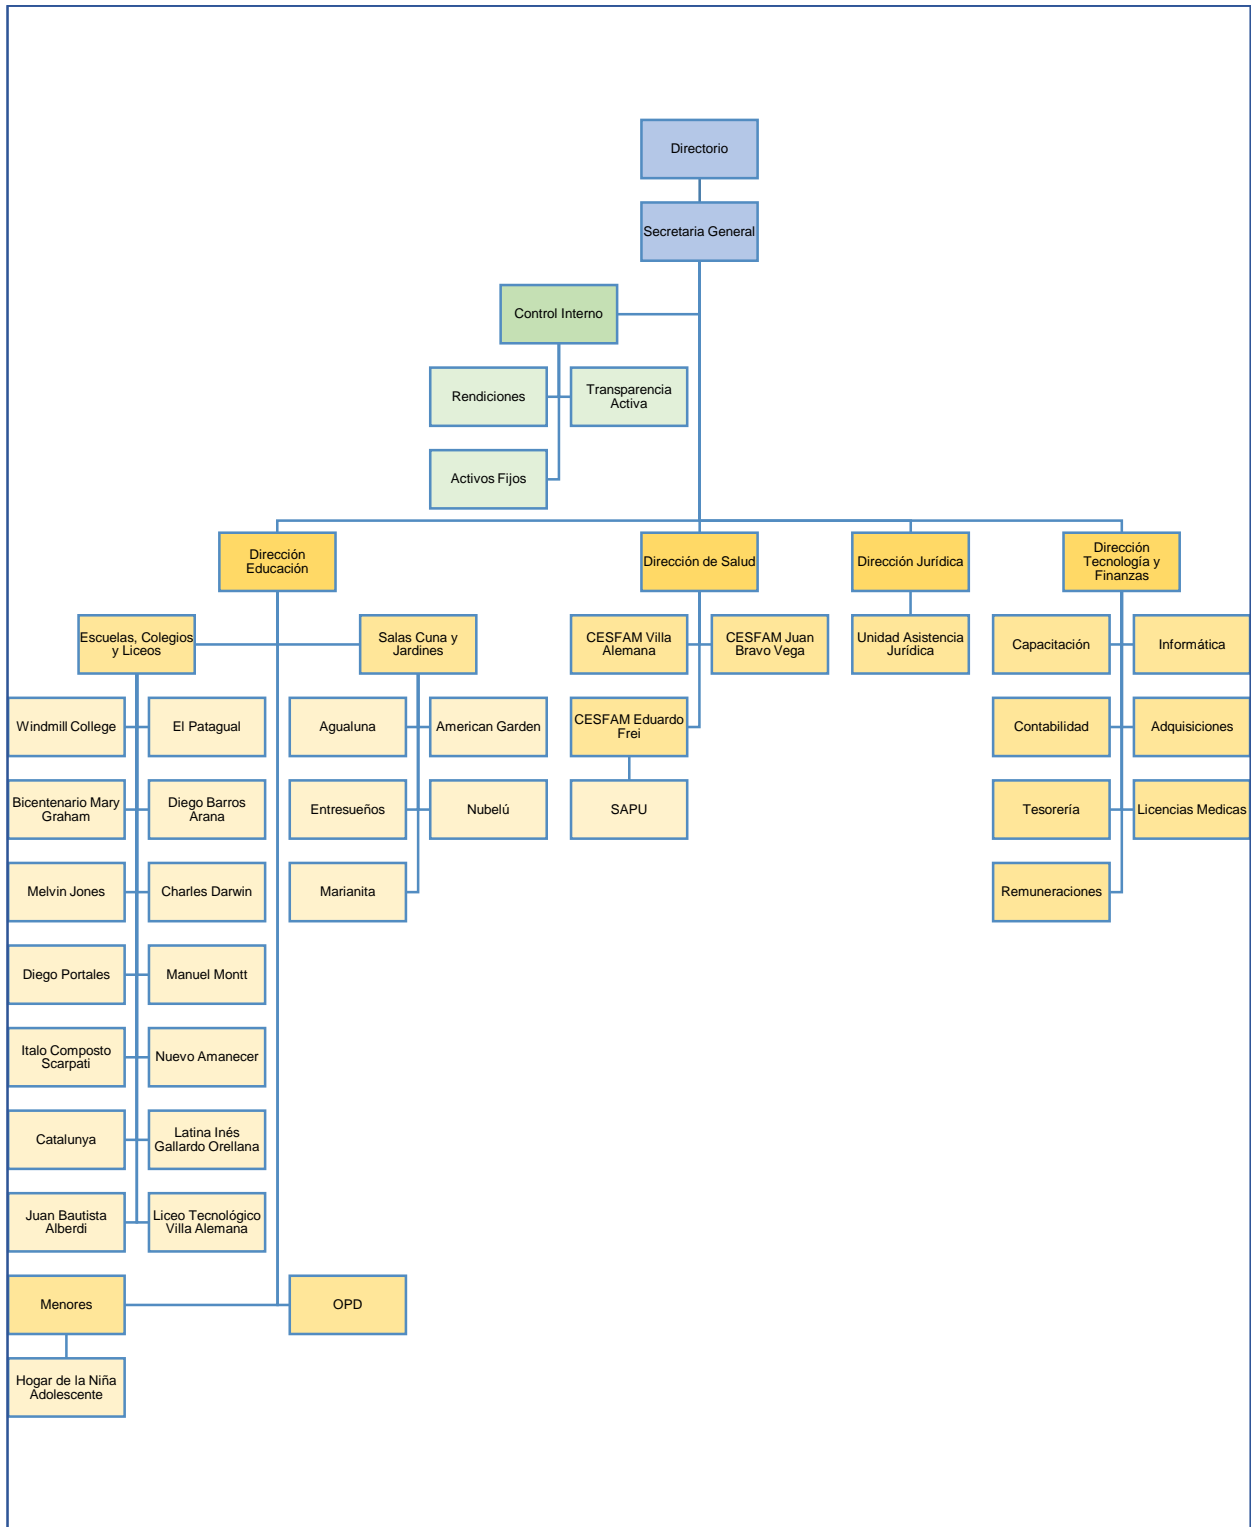 Directorio
Secretaria General
Control Interno
Rendiciones
Transparencia
Activa
Activos Fijos
Dirección
Educación
Dirección de Salud
Dirección Jurídica
Dirección
Tecnología y
Finanzas
Escuelas, Colegios
y Liceos
Salas Cuna y
Jardines
CESFAM Villa
Alemana
CESFAM Juan
Bravo Vega
Unidad Asistencia
Jurídica
Capacitación
Informática
Windmill College
El Patagual
Agualuna
American Garden
CESFAM Eduardo
Frei
Contabilidad
Adquisiciones
Bicentenario Mary
Graham
Diego Barros
Arana
Entresueños
Nubelú
SAPU
Tesorería
Licencias Medicas
Melvin Jones
Charles Darwin
Marianita
Remuneraciones
Diego Portales
Manuel Montt
Italo Composto
Scarpati
Nuevo Amanecer
Catalunya
Latina Inés
Gallardo Orellana
Juan Bautista
Alberdi
Liceo Tecnológico
Villa Alemana
Menores
OPD
Hogar de la Niña
Adolescente